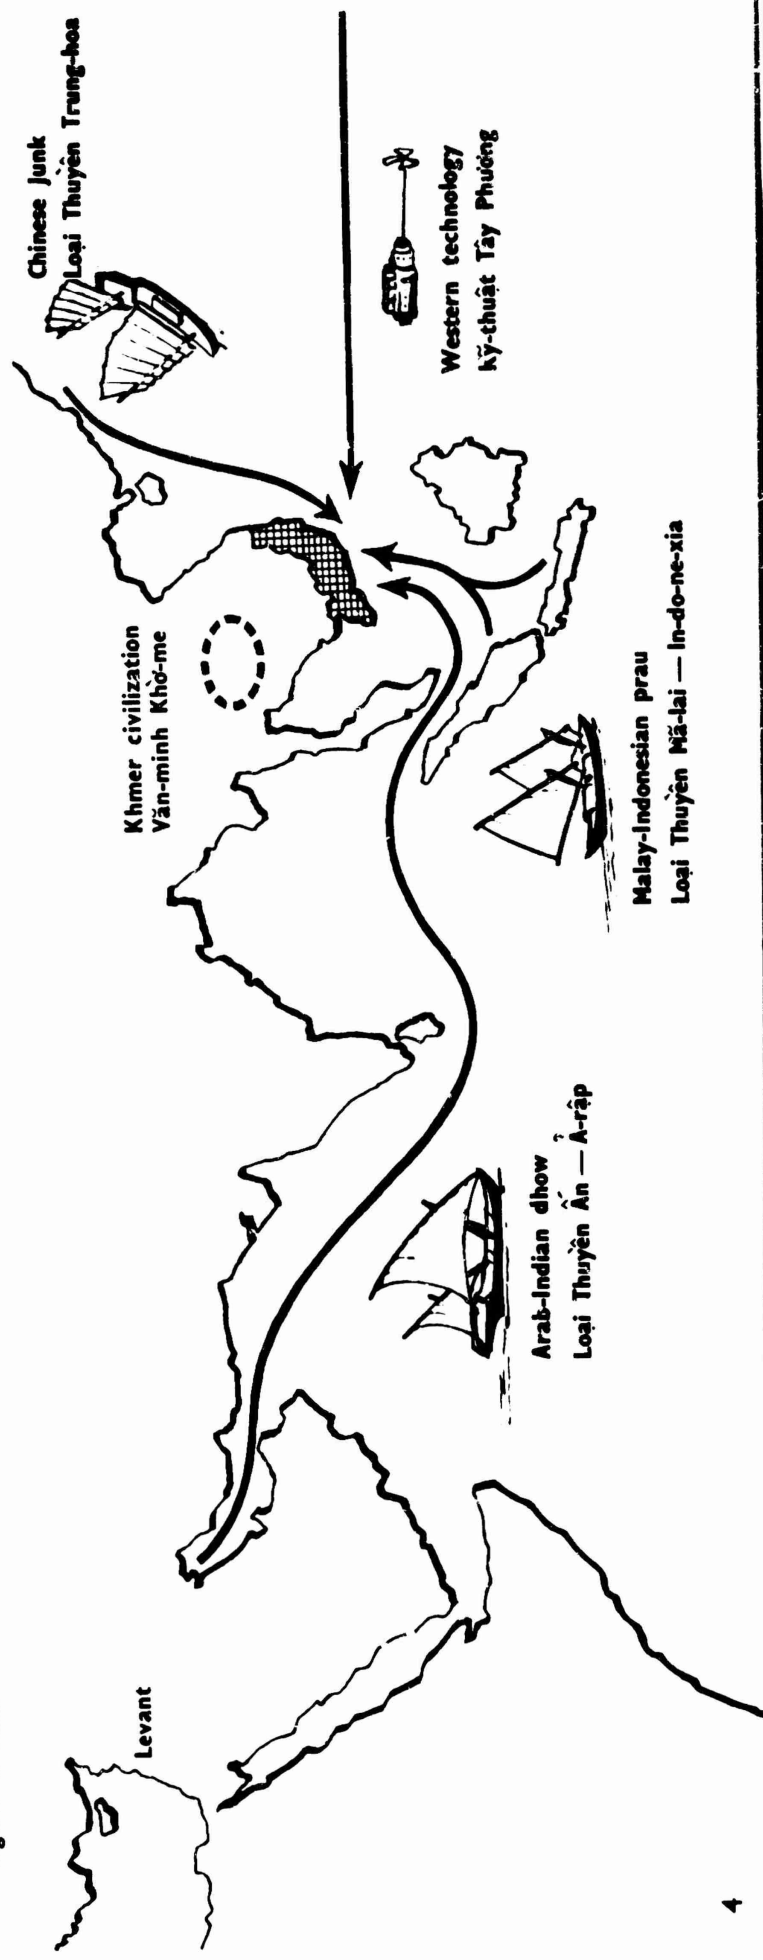 Chinese junk
Loại Thuyền Trung-hoa
Western technology
Kỹ-thuật Tây Phương
Khmer civilization
Văn-minh Khờ-me
Malay-Indonesian prau
Loại Thuyền Mã-lai — In-do-ne-xia
Arab-Indian dhow
Loại Thuyền Ấn — Ả-rập
Levant
4